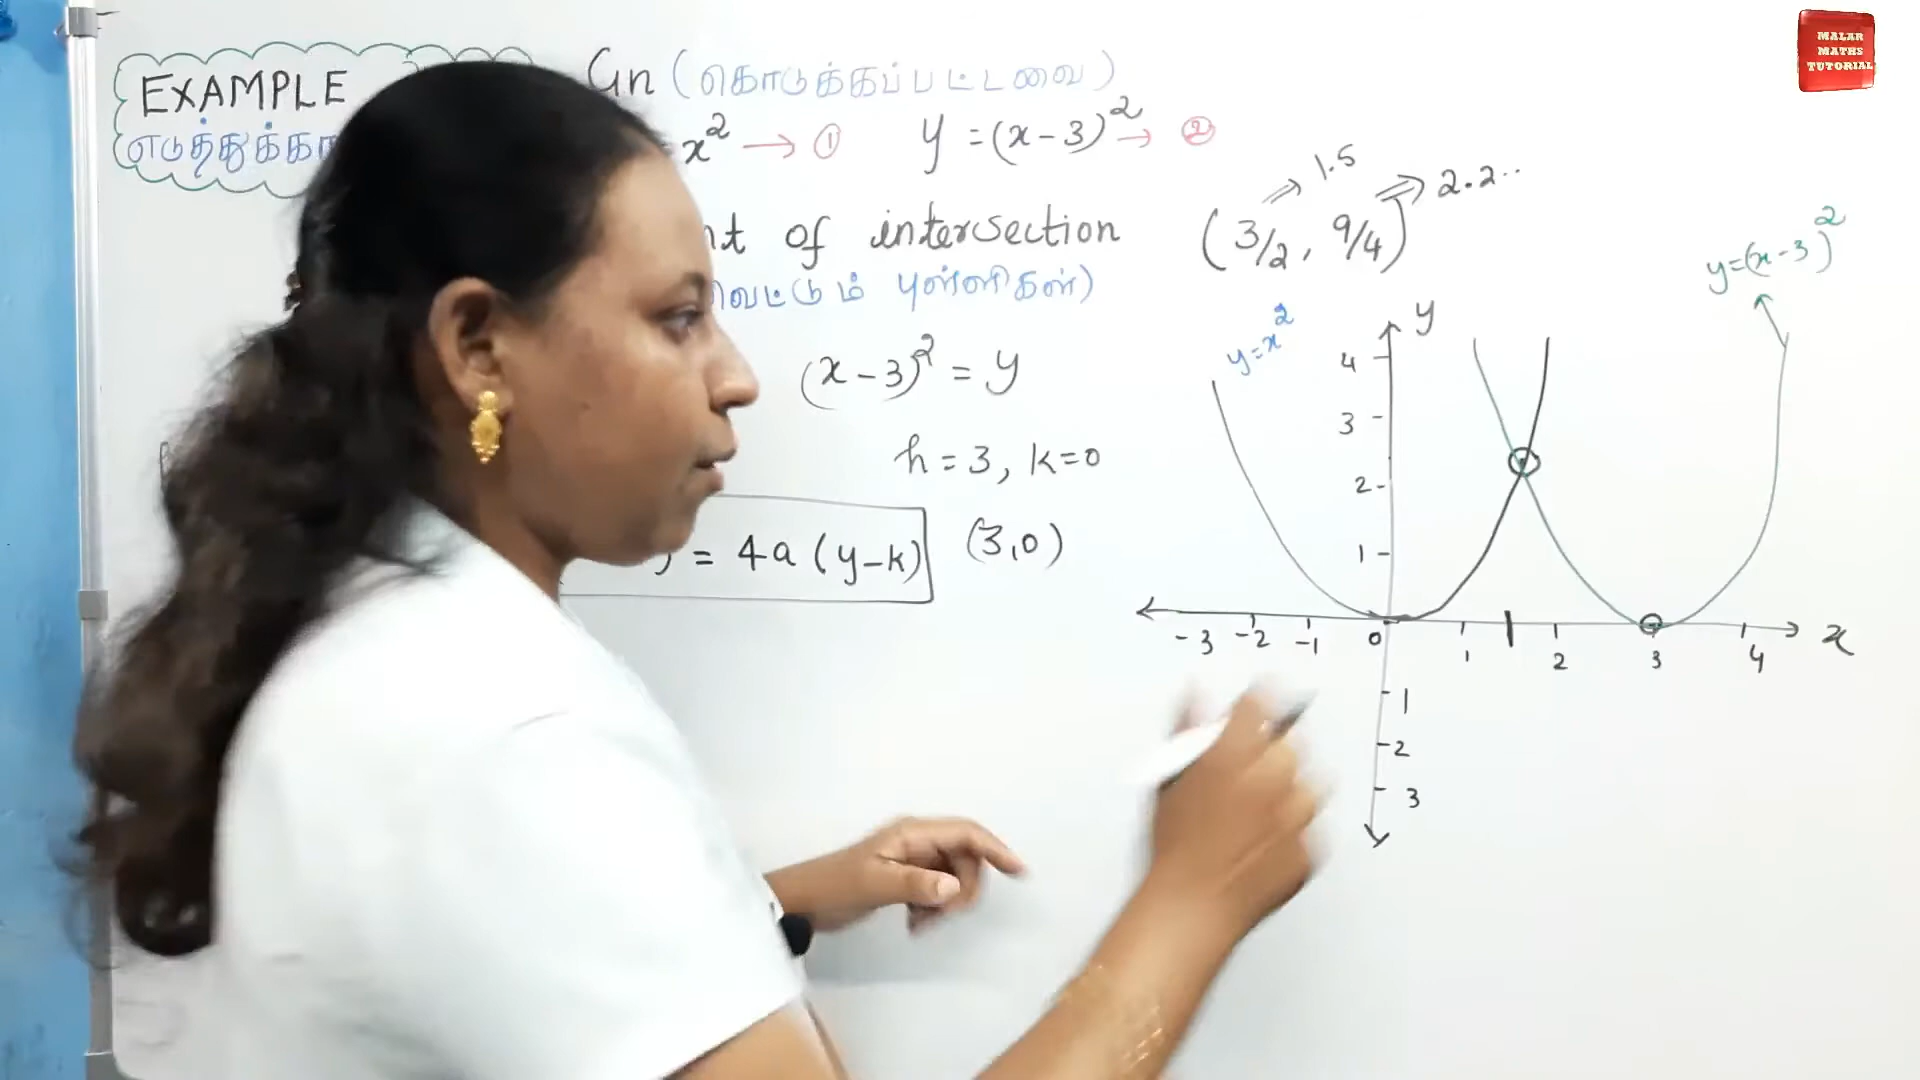 EXAMPLE
எடுத்துக்கா
Gn (கொடுக்கப்பட்டவை)
x² → ①
y = (x-3)² → ②
nt of intersection
(3/2, 9/4)
⇒ 1.5
⇒ 2.2..
வெட்டும் புள்ளிகள்)
(x-3)² = y
h = 3, k=0
) = 4a (y-k)
(3,0)
y=x²
y=(x-3)²
y
4
3
2
1
-3 -2 -1 0 1 2 3 4 x
-1
-2
-3
MALAR
MATHS
TUTORIAL